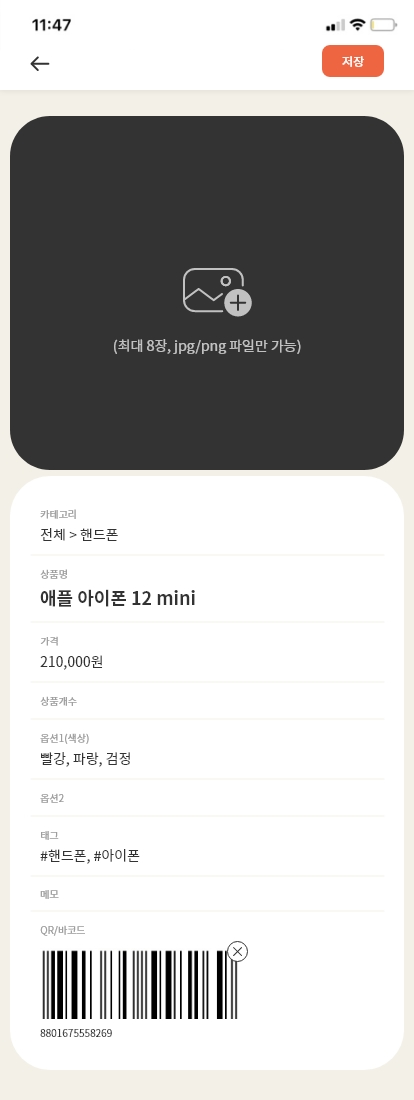 11:47
저장
(최대 8장, jpg/png 파일만 가능)
카테고리
전체 > 핸드폰
상품명
애플 아이폰 12 mini
가격
210,000원
상품개수
옵션1(색상)
빨강, 파랑, 검정
옵션2
태그
#핸드폰, #아이폰
메모
QR/바코드
8801675558269